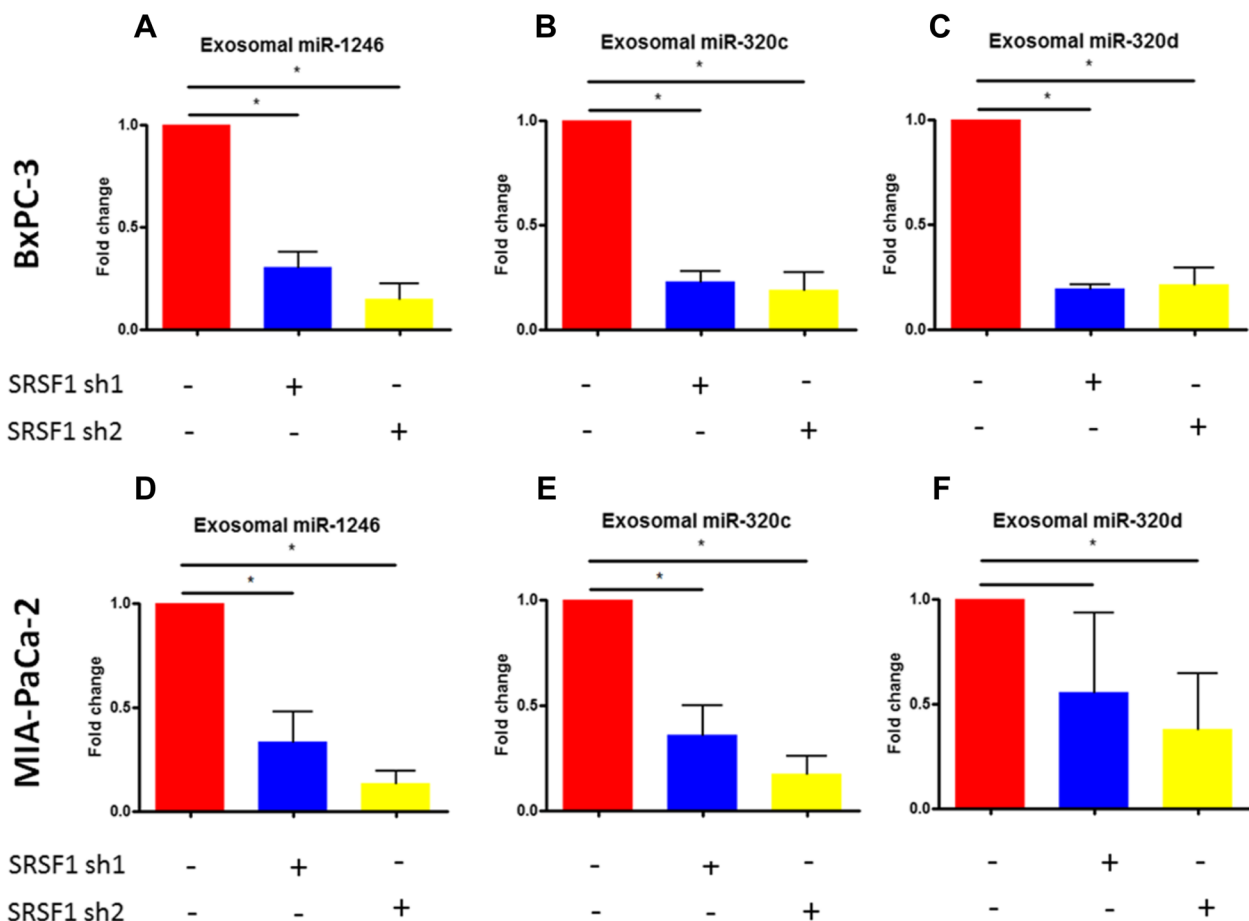 A
Exosomal miR-1246
*
*
1.0
0.5
0.0
Fold change
B
Exosomal miR-320c
*
*
1.0
0.5
0.0
Fold change
C
Exosomal miR-320d
*
*
1.0
0.5
0.0
Fold change
BxPC-3
SRSF1 sh1 - + - - + - - + -
SRSF1 sh2 - - + - - + - - +
D
Exosomal miR-1246
*
*
1.0
0.5
0.0
Fold change
E
Exosomal miR-320c
*
*
1.0
0.5
0.0
Fold change
F
Exosomal miR-320d
*
1.0
0.5
0.0
Fold change
MIA-PaCa-2
SRSF1 sh1 - + - - + - - + -
SRSF1 sh2 - - + - - + - - +